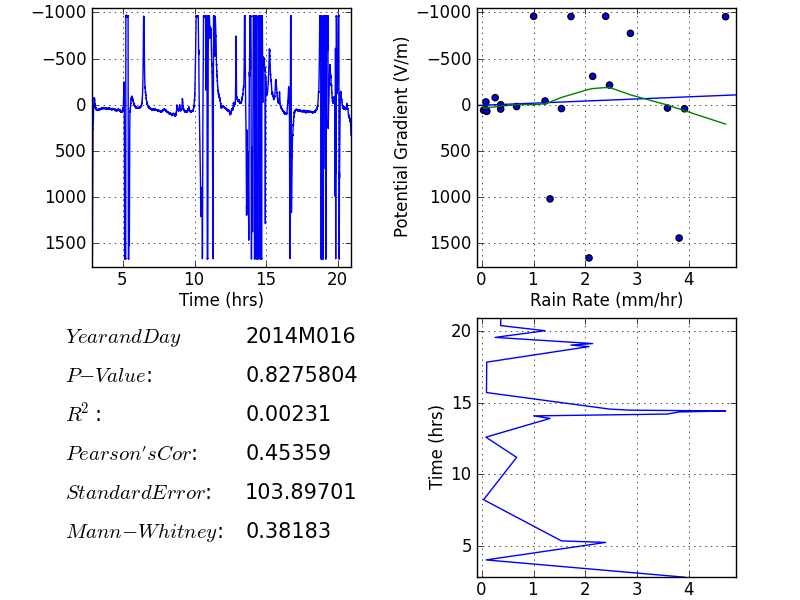 −1000
−500
0
500
1000
1500
5 10 15 20
Time (hrs)
Potential Gradient (V/m)
−1000
−500
0
500
1000
1500
0 1 2 3 4
Rain Rate (mm/hr)
YearandDay 2014M016
P−Value: 0.8275804
R²: 0.00231
Pearson'sCor: 0.45359
StandardError: 103.89701
Mann−Whitney: 0.38183
Time (hrs)
20
15
10
5
0 1 2 3 4